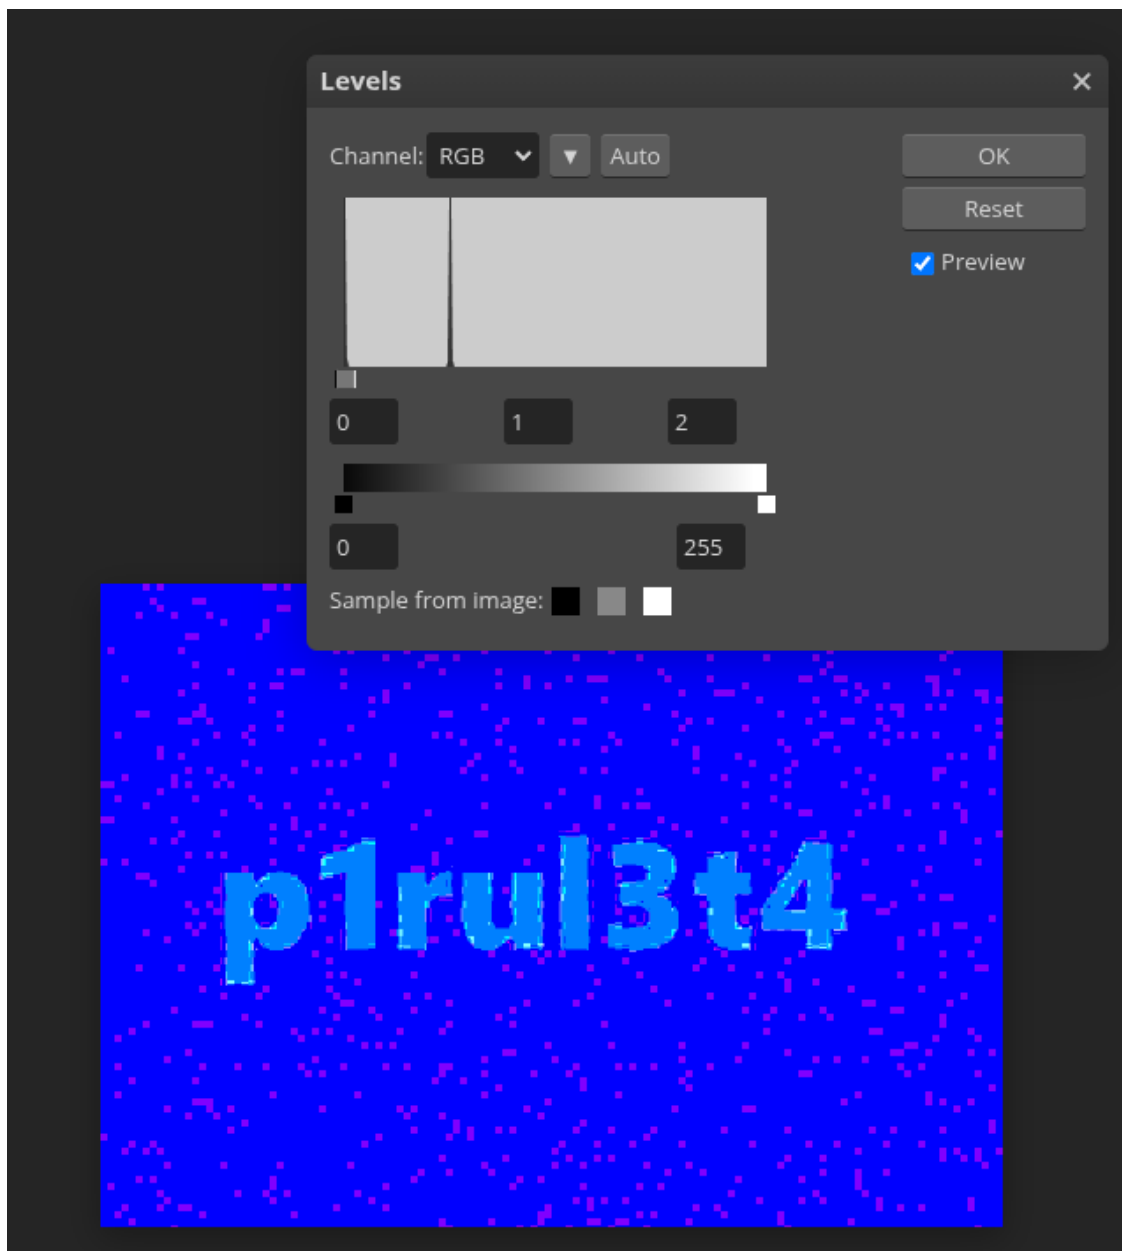 Levels
Channel: RGB Auto OK
Reset
Preview
0 1 2
0 255
Sample from image:
p1rul3t4